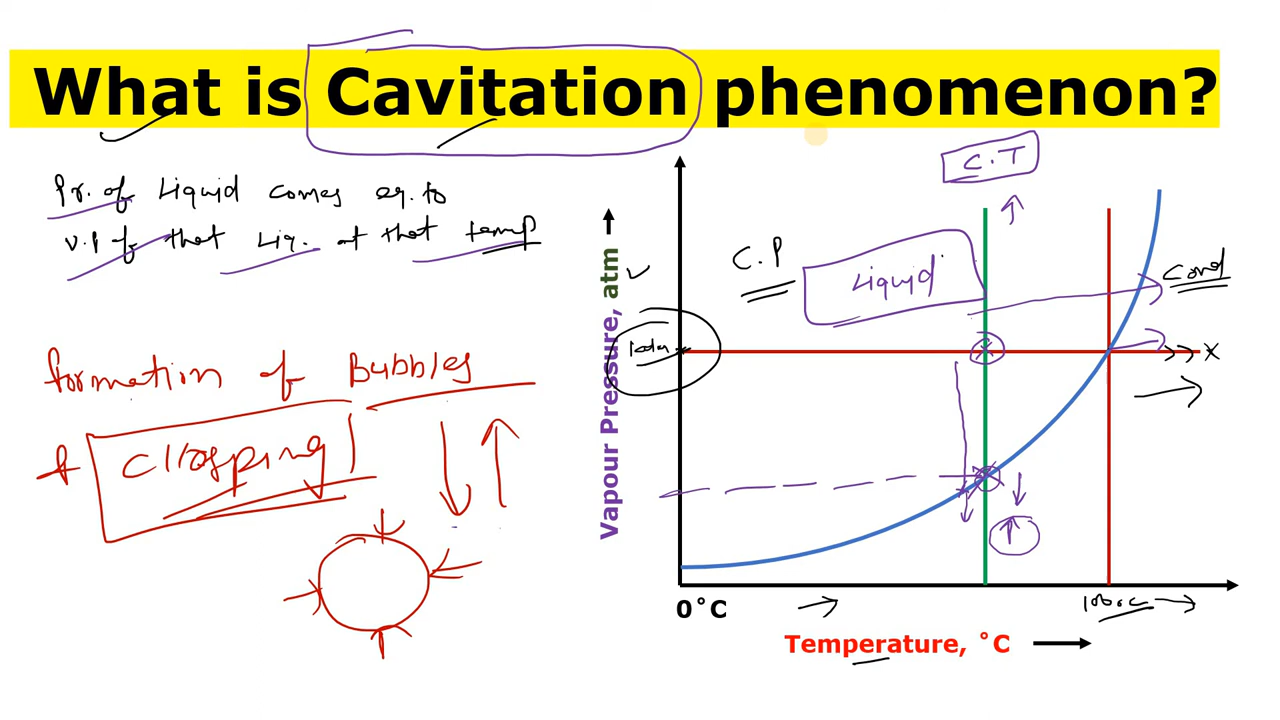 What is Cavitation phenomenon?
Pr. of Liquid comes eq. to
V.P of that Liq. at that temp
formation of Bubbles
&
C.T
C.P
Liquid
Cond
Vapour Pressure, atm
X
0°C
100°C
Temperature, °C